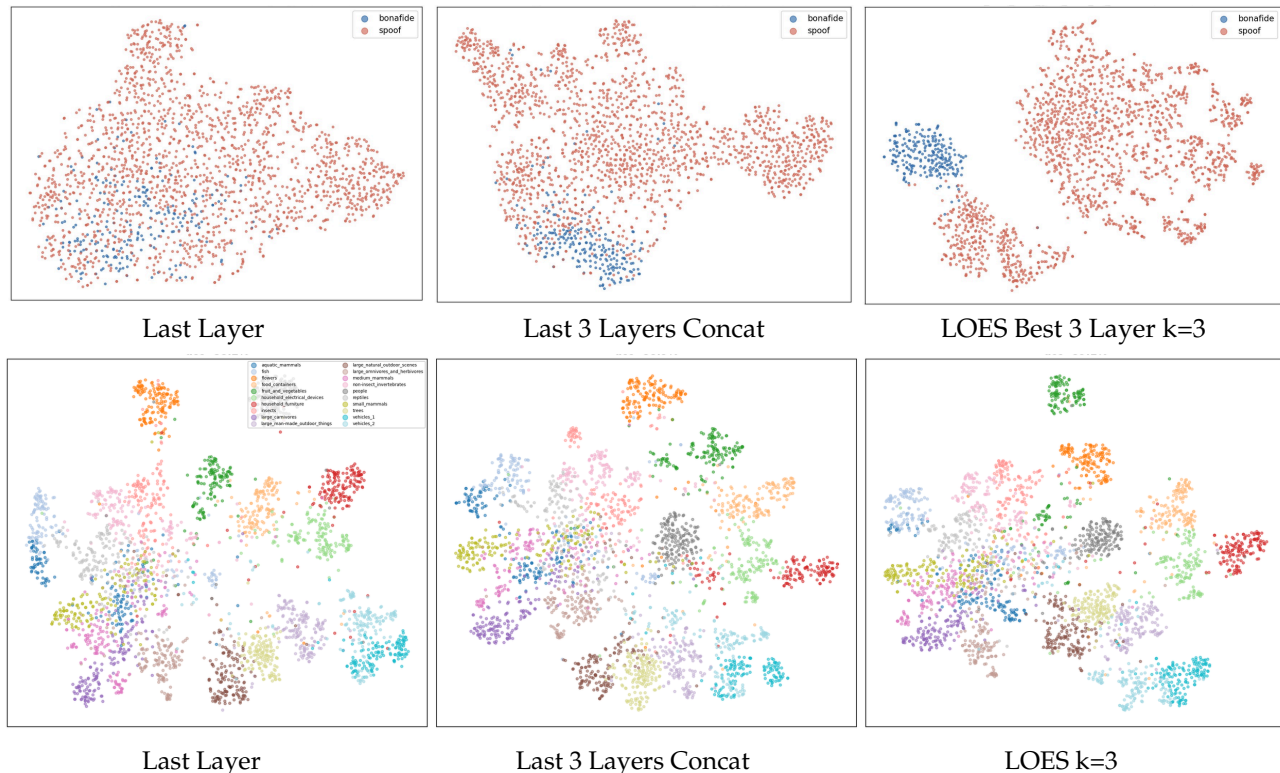 bonafide
spoof
bonafide
spoof
bonafide
spoof
Last Layer
Last 3 Layers Concat
LOES Best 3 Layer k=3
aquatic_mammals
fish
flowers
food_containers
fruit_and_vegetables
household_electrical_devices
household_furniture
insects
large_carnivores
large_man-made_outdoor_things
large_natural_outdoor_scenes
large_omnivores_and_herbivores
medium_mammals
non-insect_invertebrates
people
reptiles
small_mammals
trees
vehicles_1
vehicles_2
Last Layer
Last 3 Layers Concat
LOES k=3